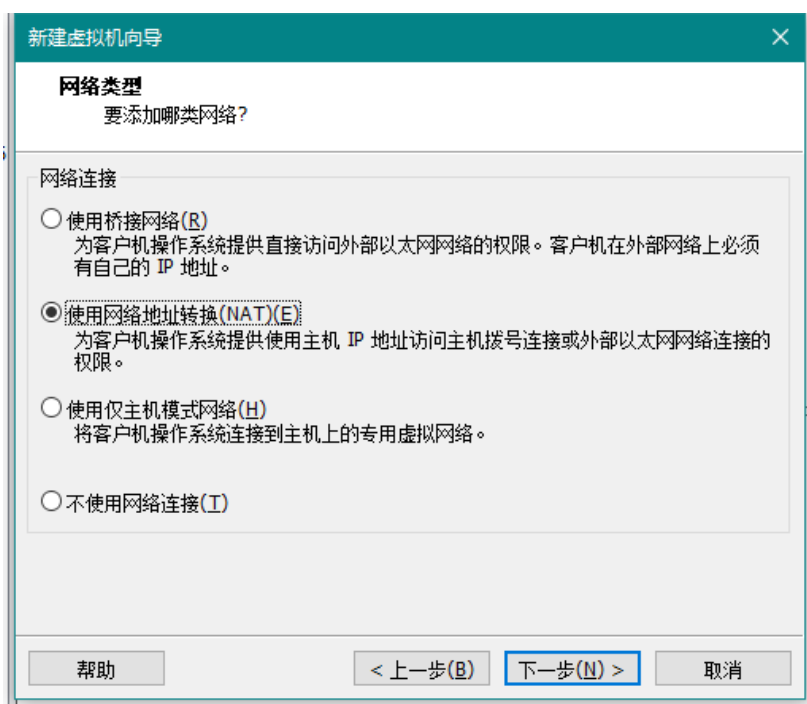 新建虚拟机向导
网络类型
要添加哪类网络?
网络连接
使用桥接网络(R)
为客户机操作系统提供直接访问外部以太网网络的权限。客户机在外部网络上必须
有自己的 IP 地址。
使用网络地址转换(NAT)(E)
为客户机操作系统提供使用主机 IP 地址访问主机拨号连接或外部以太网网络连接的
权限。
使用仅主机模式网络(H)
将客户机操作系统连接到主机上的专用虚拟网络。
不使用网络连接(T)
帮助
< 上一步(B)
下一步(N) >
取消